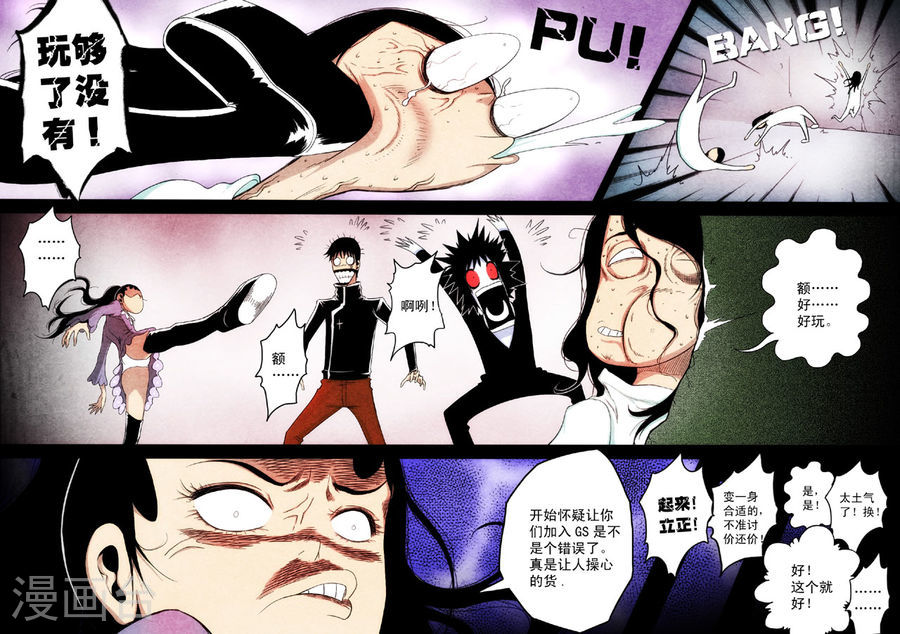 玩够
了没
有！
PU!
BANG!
……
……
额
……
啊咧！
额……
好……
好玩。
开始怀疑让你
们加入 GS 是不
是个错误了。
真是让人操心
的货 .
起来！
立正！
变一身
合适的，
不准讨
价还价！
是，
是！
太土气
了！换！
好！
这个就
好！
……
……
漫画台